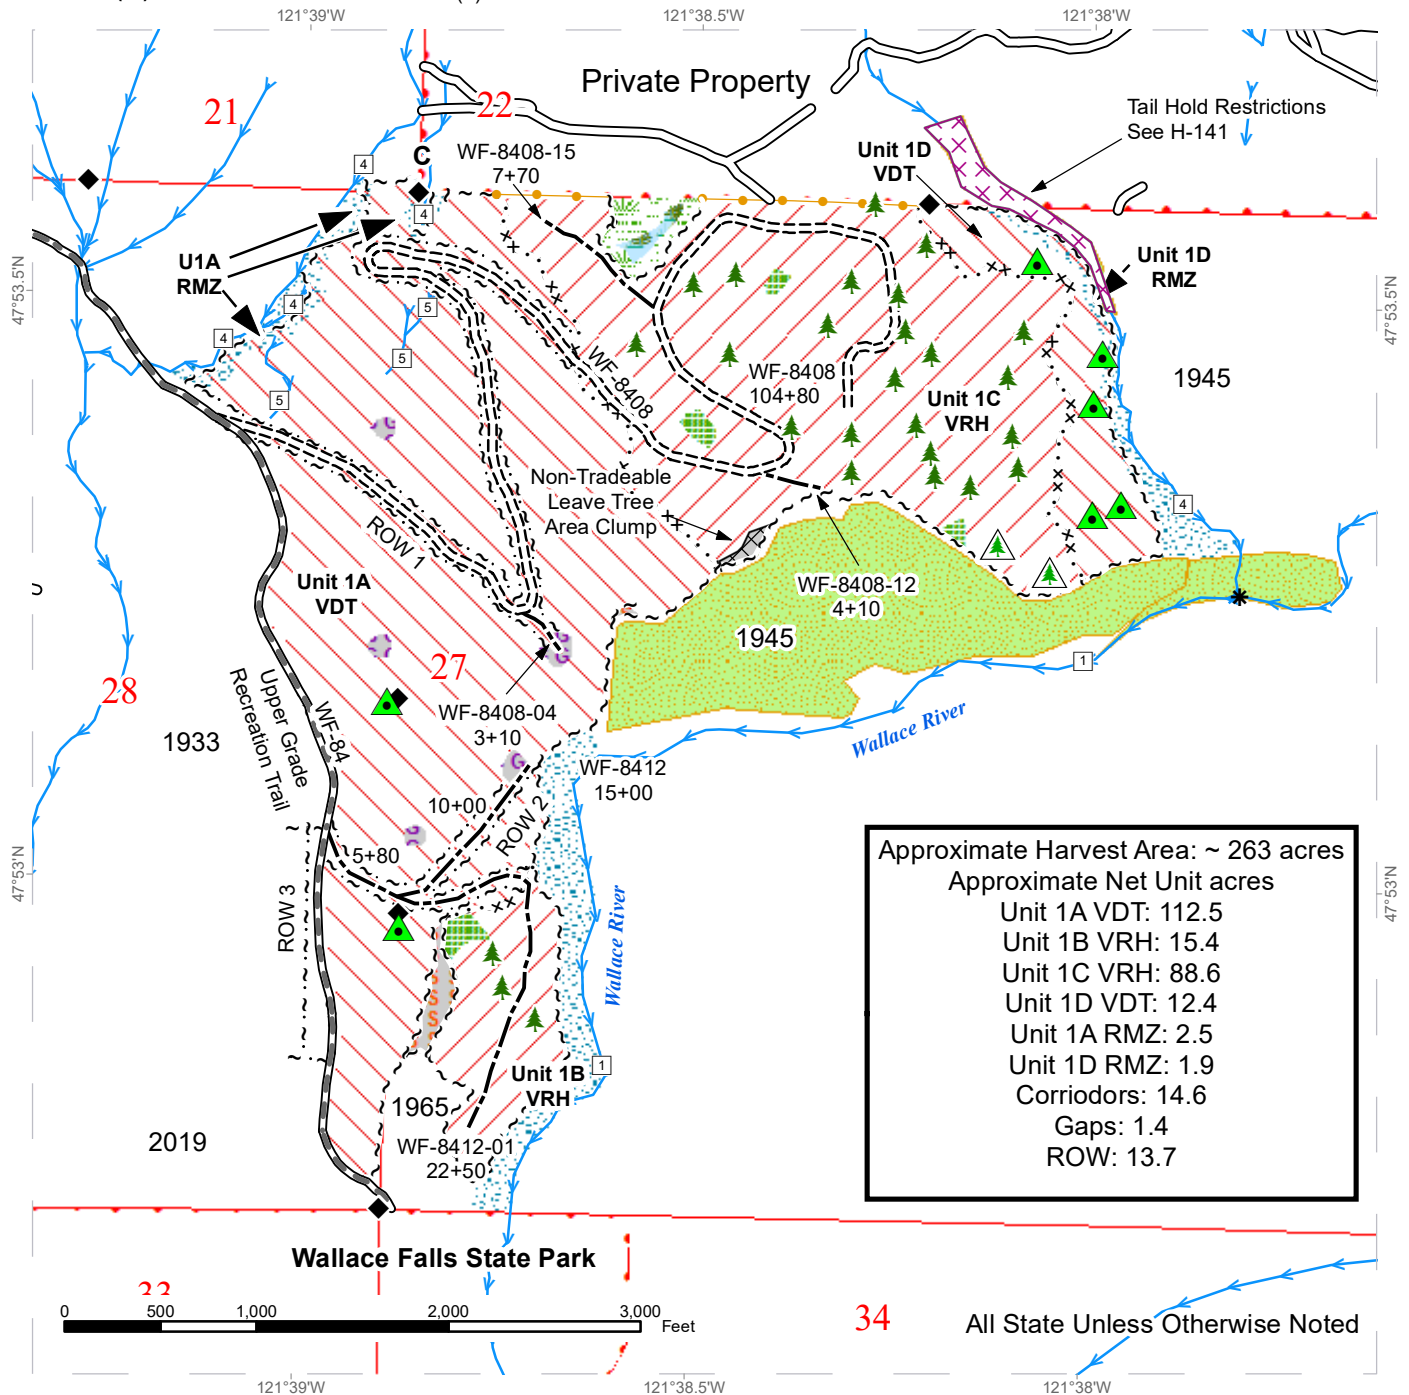 121°39'W
121°38.5'W
121°38'W
Private Property
21
22
Tail Hold Restrictions
See H-141
4
C
WF-8408-15
7+70
Unit 1D
VDT
4
U1A
RMZ
Unit 1D
RMZ
47°53.5'N
47°53.5'N
4
5
4
5
5
WF-8408
WF-8408
104+80
1945
Unit 1C
VRH
Non-Tradeable
Leave Tree
Area Clump
4
ROW 1
Unit 1A
VDT
WF-8408-12
4+10
1945
1
27
28
G
G
WF-8408-04
3+10
Upper Grade
Recreation Trail
WF-84
1933
Wallace River
G
WF-8412
15+00
10+00
ROW 2
5+80
47°53'N
47°53'N
ROW 3
Wallace River
S
S
S
1
Unit 1B
VRH
1965
2019
WF-8412-01
22+50
Approximate Harvest Area: ~ 263 acres
Approximate Net Unit acres
Unit 1A VDT: 112.5
Unit 1B VRH: 15.4
Unit 1C VRH: 88.6
Unit 1D VDT: 12.4
Unit 1A RMZ: 2.5
Unit 1D RMZ: 1.9
Corriodors: 14.6
Gaps: 1.4
ROW: 13.7
Wallace Falls State Park
33
34
0 500 1,000 2,000 3,000
Feet
All State Unless Otherwise Noted
121°39'W
121°38.5'W
121°38'W